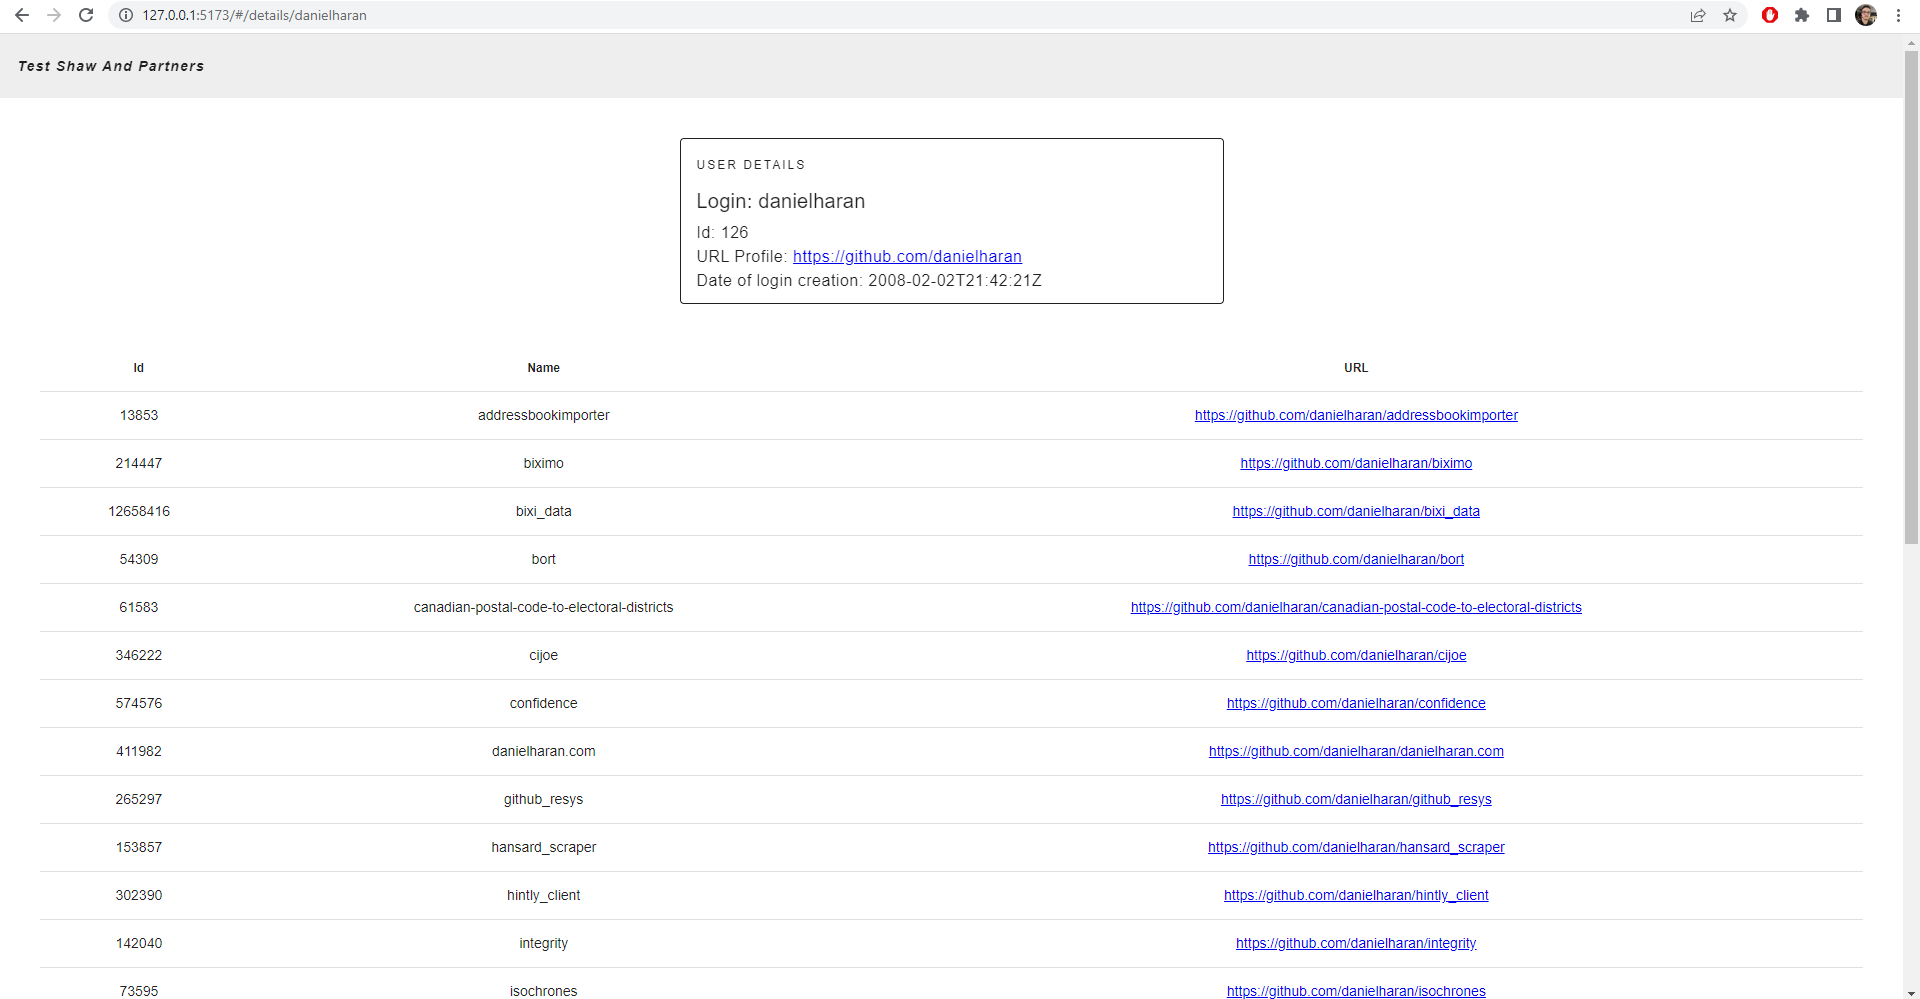 127.0.0.1:5173/#/details/danielharan
Test Shaw And Partners
USER DETAILS
Login: danielharan
Id: 126
URL Profile: https://github.com/danielharan
Date of login creation: 2008-02-02T21:42:21Z
Id Name URL
13853 addressbookimporter https://github.com/danielharan/addressbookimporter
214447 biximo https://github.com/danielharan/biximo
12658416 bixi_data https://github.com/danielharan/bixi_data
54309 bort https://github.com/danielharan/bort
61583 canadian-postal-code-to-electoral-districts https://github.com/danielharan/canadian-postal-code-to-electoral-districts
346222 cijoe https://github.com/danielharan/cijoe
574576 confidence https://github.com/danielharan/confidence
411982 danielharan.com https://github.com/danielharan/danielharan.com
265297 github_resys https://github.com/danielharan/github_resys
153857 hansard_scraper https://github.com/danielharan/hansard_scraper
302390 hintly_client https://github.com/danielharan/hintly_client
142040 integrity https://github.com/danielharan/integrity
73595 isochrones https://github.com/danielharan/isochrones